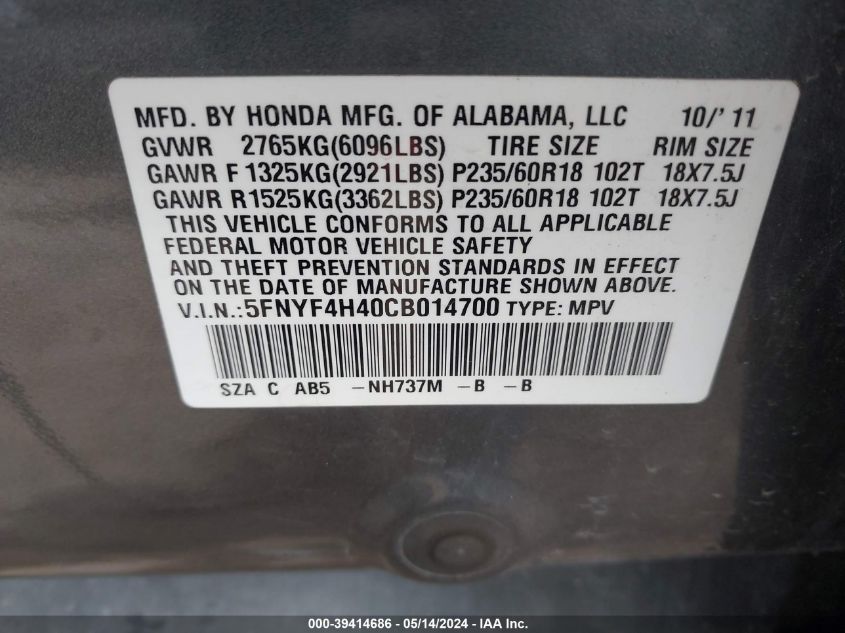 MFD. BY HONDA MFG. OF ALABAMA, LLC 10/'11
GVWR 2765KG(6096LBS) TIRE SIZE RIM SIZE
GAWR F 1325KG(2921LBS) P235/60R18 102T 18X7.5J
GAWR R1525KG(3362LBS) P235/60R18 102T 18X7.5J
THIS VEHICLE CONFORMS TO ALL APPLICABLE
FEDERAL MOTOR VEHICLE SAFETY
AND THEFT PREVENTION STANDARDS IN EFFECT
ON THE DATE OF MANUFACTURE SHOWN ABOVE.
V.I.N.:5FNYF4H40CB014700 TYPE: MPV
SZA C AB5 -NH737M -B -B
000-39414686 - 05/14/2024 - IAA Inc.